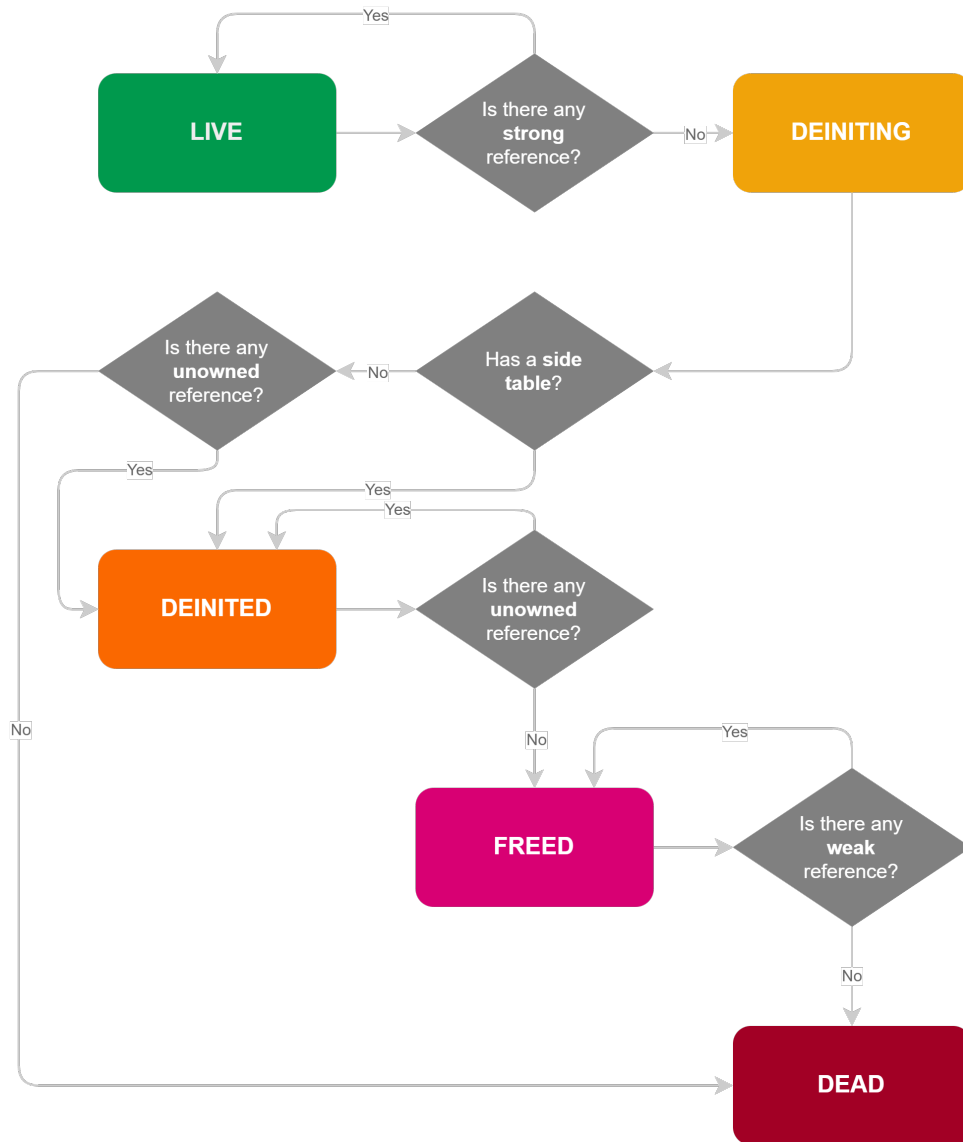 Yes
LIVE
Is there any
strong
reference?
No
DEINITING
Is there any
unowned
reference?
No
Has a side
table?
Yes
Yes
Yes
DEINITED
Is there any
unowned
reference?
No
No
Yes
FREED
Is there any
weak
reference?
No
DEAD